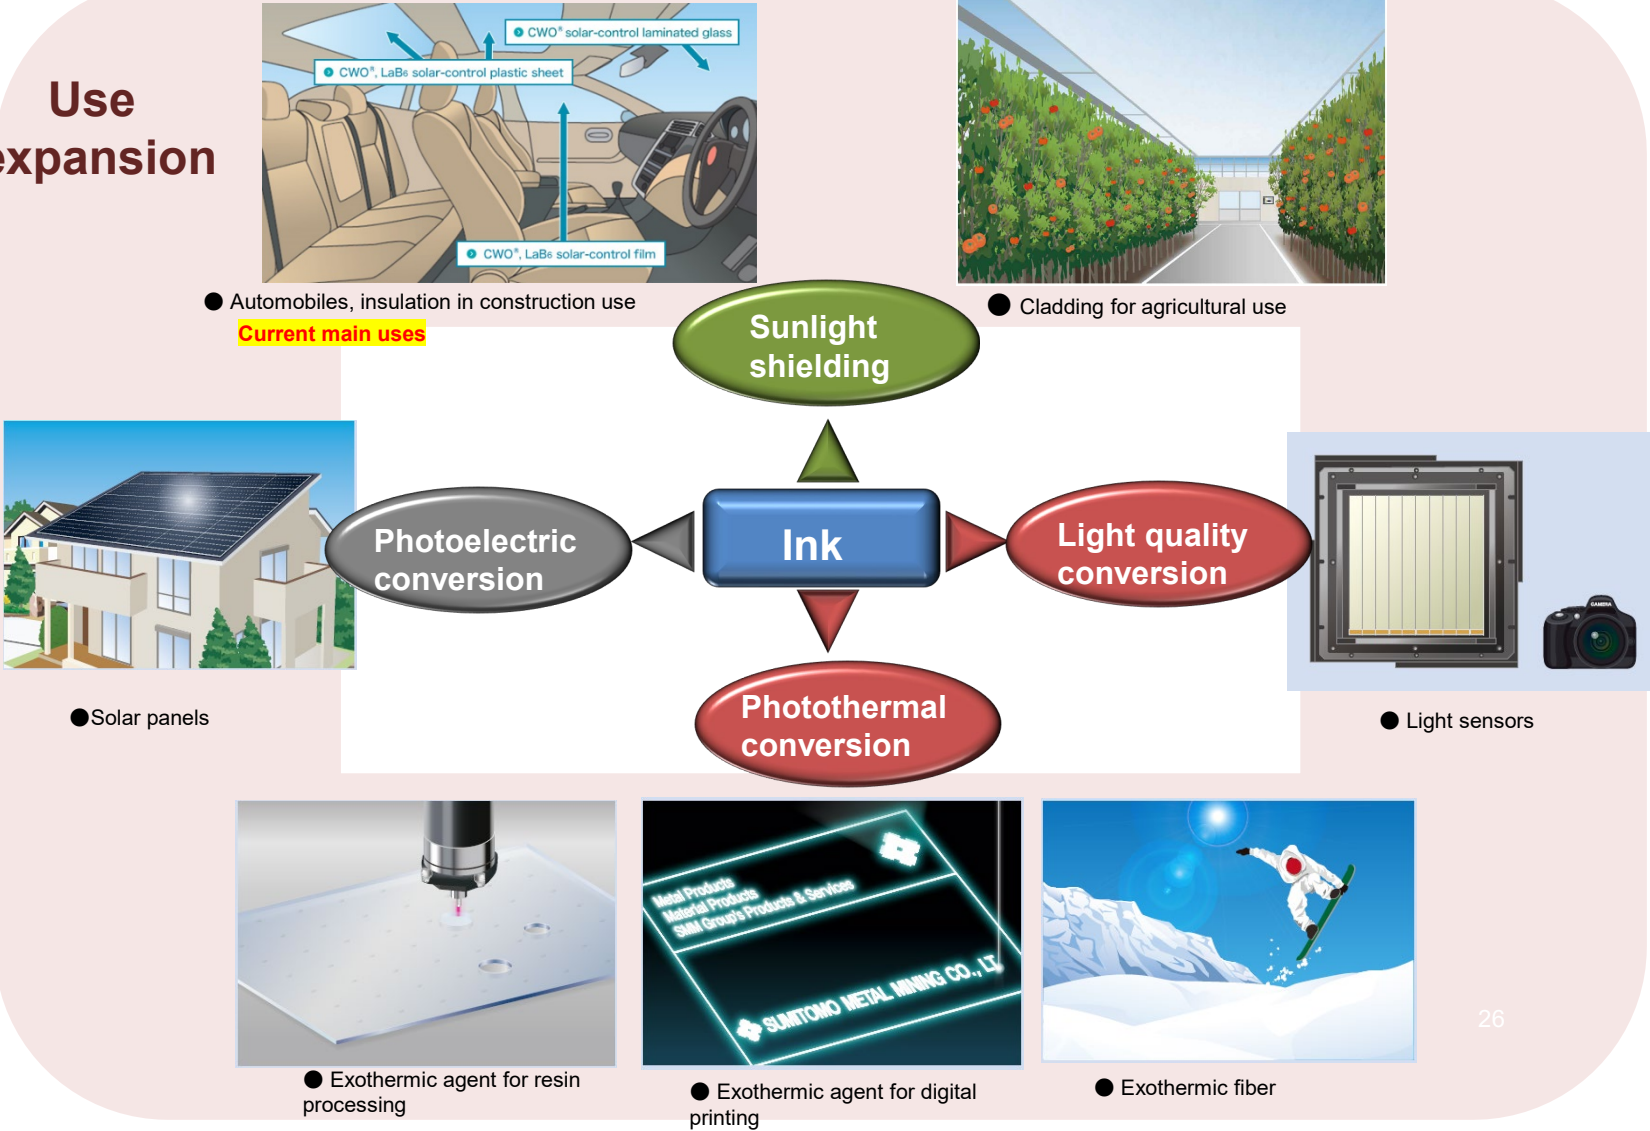 Use
expansion
CWO® solar-control laminated glass
CWO®, LaB6 solar-control plastic sheet
CWO®, LaB6 solar-control film
● Automobiles, insulation in construction use
Current main uses
● Cladding for agricultural use
Sunlight
shielding
Photoelectric
conversion
Ink
Light quality
conversion
CAMERA
Photothermal
conversion
●Solar panels
● Light sensors
Metal Products
Material Products
SMM Group's Products & Services
SUMITOMO METAL MINING CO., LT
26
● Exothermic agent for resin
processing
● Exothermic agent for digital
printing
● Exothermic fiber